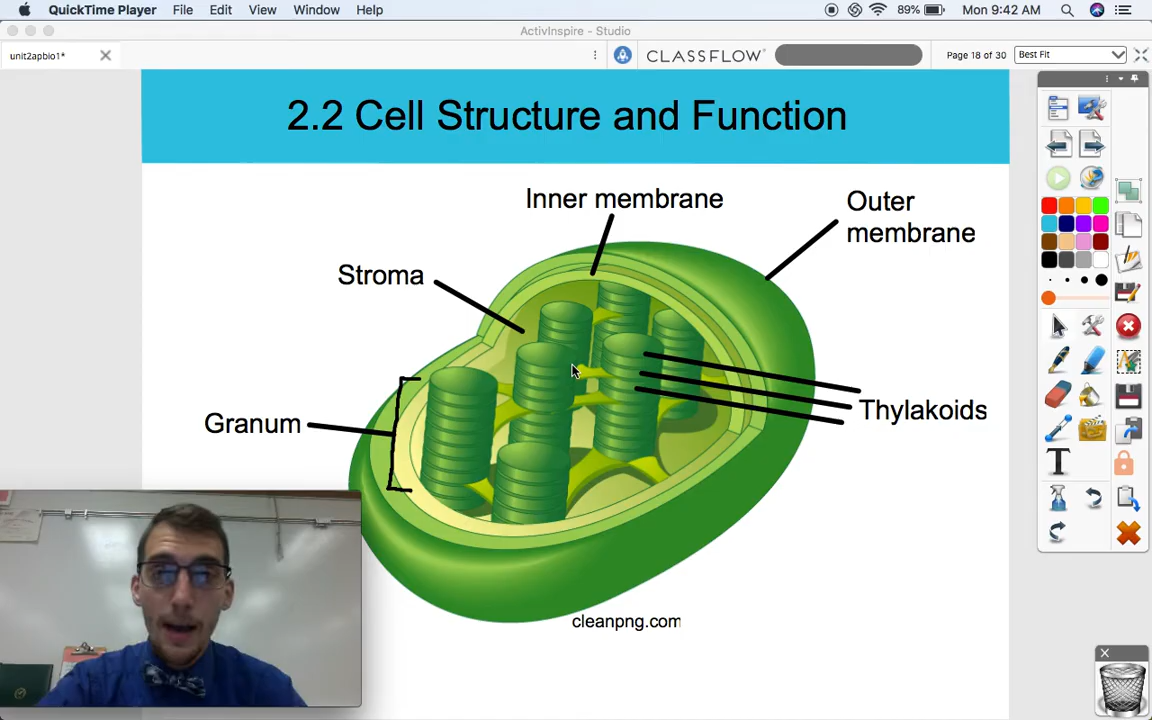 QuickTime Player File Edit View Window Help 89% Mon 9:42 AM
ActivInspire - Studio
unit2apbio1* CLASSFLOW Page 18 of 30 Best Fit
2.2 Cell Structure and Function
Inner membrane
Outer
membrane
Stroma
Granum
Thylakoids
cleanpng.com
T